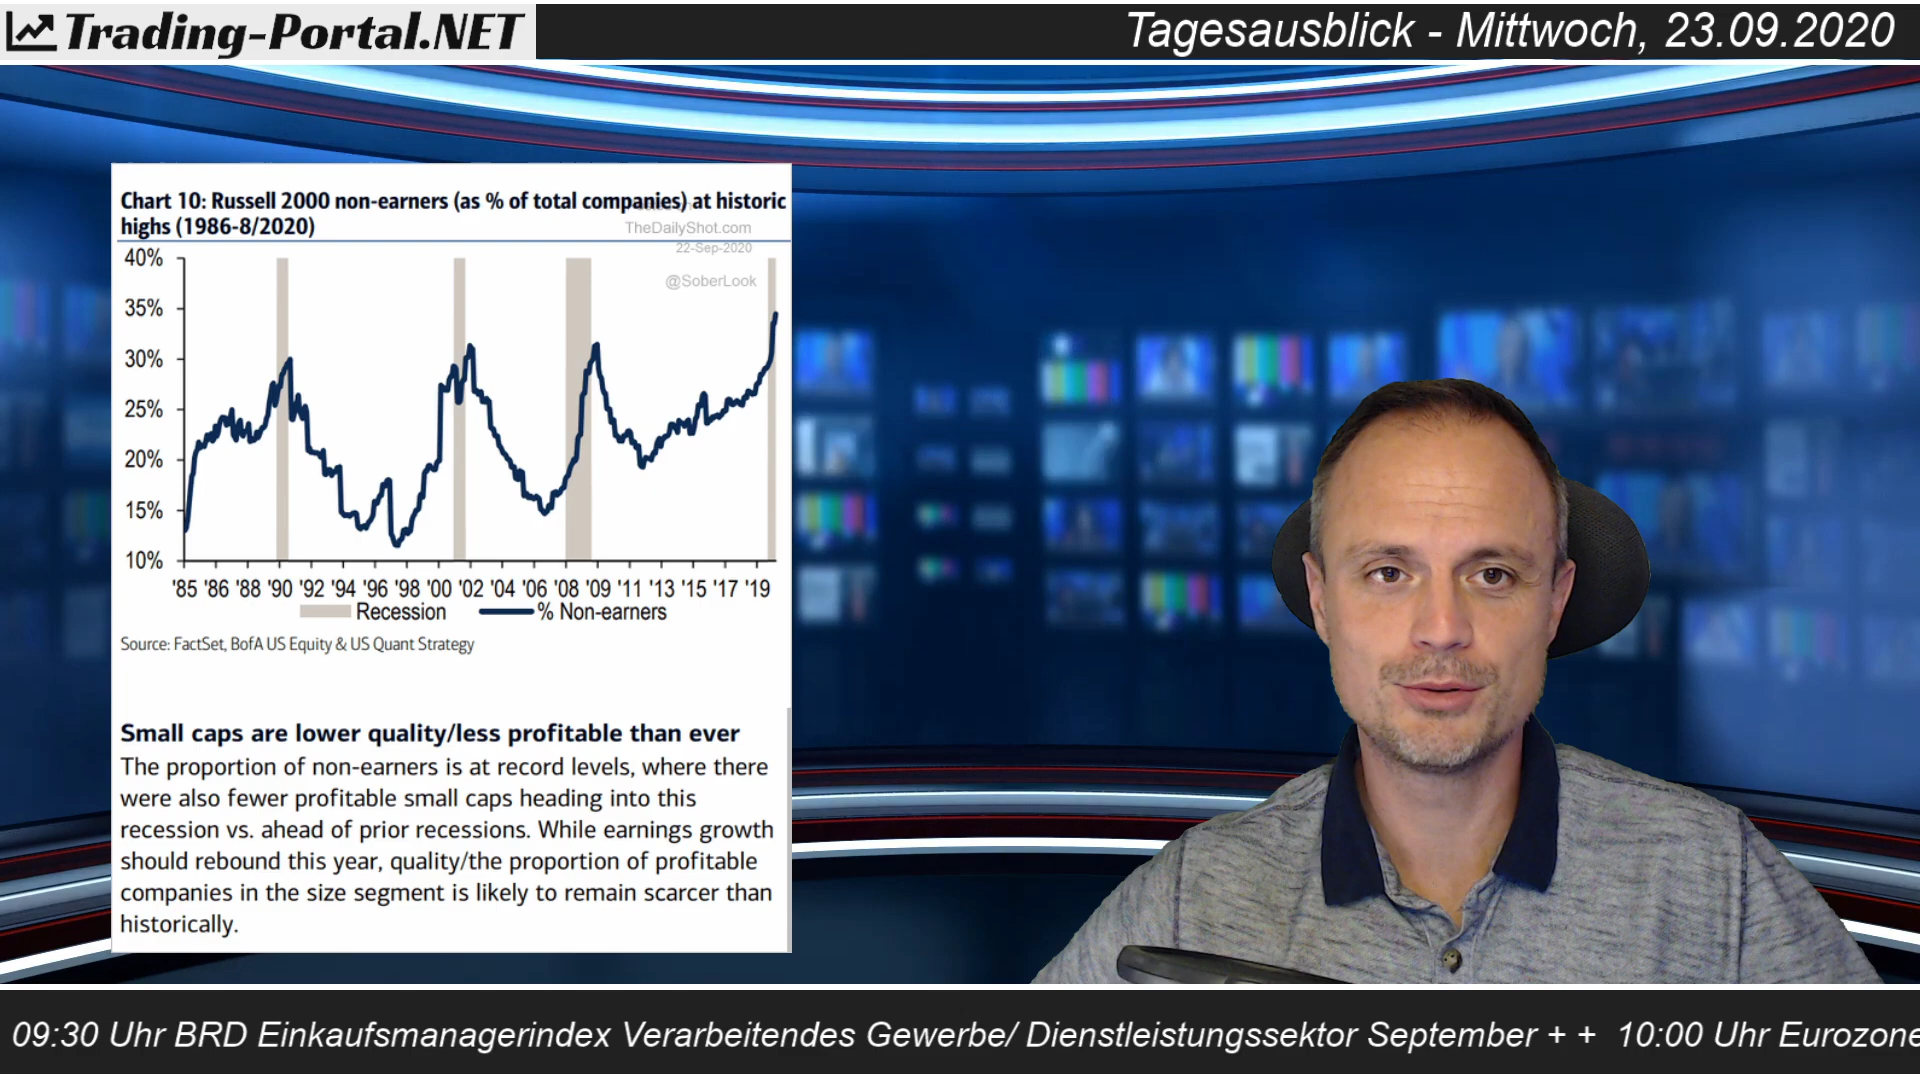 Trading-Portal.NET
Tagesausblick - Mittwoch, 23.09.2020
Chart 10: Russell 2000 non-earners (as % of total companies) at historic
highs (1986-8/2020)
TheDailyShot.com
22-Sep-2020
@SoberLook
40%
35%
30%
25%
20%
15%
10%
'85 '86 '88 '90 '92 '94 '96 '98 '00 '02 '04 '06 '08 '09 '11 '13 '15 '17 '19
Recession % Non-earners
Source: FactSet, BofA US Equity & US Quant Strategy
Small caps are lower quality/less profitable than ever
The proportion of non-earners is at record levels, where there
were also fewer profitable small caps heading into this
recession vs. ahead of prior recessions. While earnings growth
should rebound this year, quality/the proportion of profitable
companies in the size segment is likely to remain scarcer than
historically.
09:30 Uhr BRD Einkaufsmanagerindex Verarbeitendes Gewerbe/ Dienstleistungssektor September + + 10:00 Uhr Eurozone